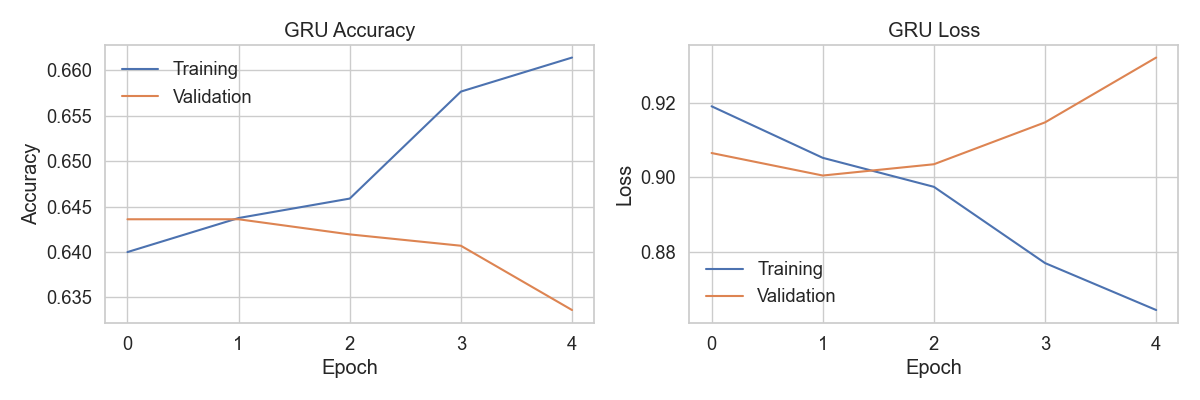 GRU Accuracy
Accuracy
0.660
0.655
0.650
0.645
0.640
0.635
Training
Validation
0 1 2 3 4
Epoch
GRU Loss
Loss
0.92
0.90
0.88
Training
Validation
0 1 2 3 4
Epoch